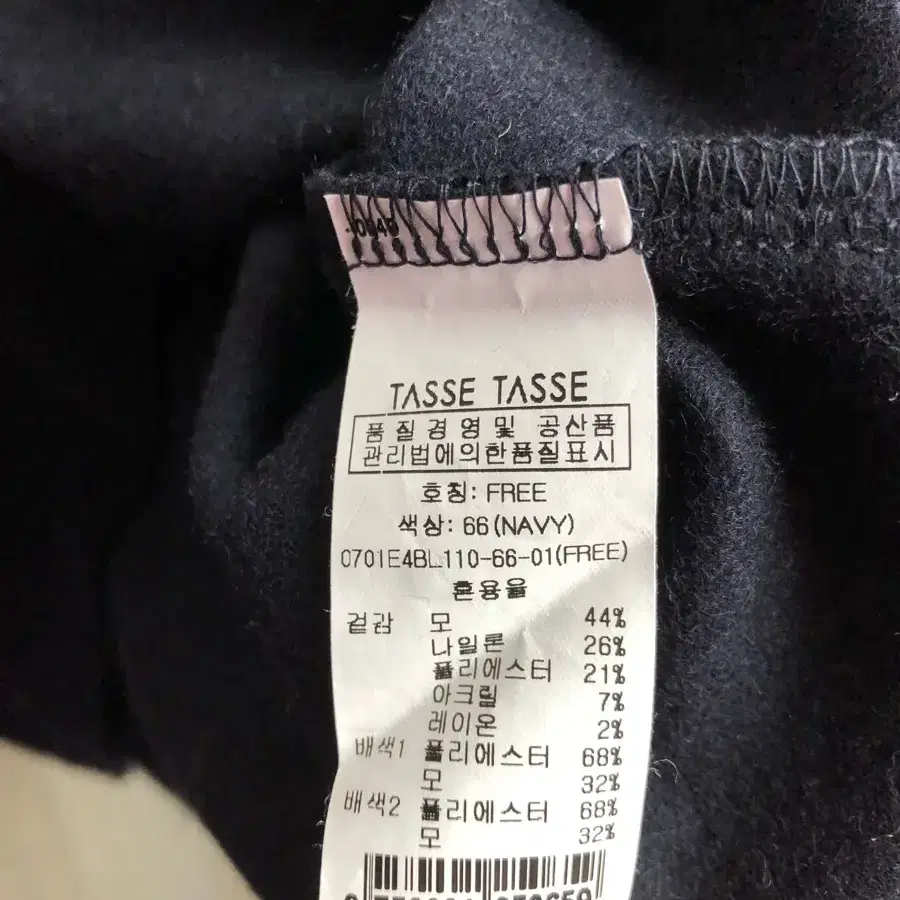 TASSE TASSE
품질경영및 공산품
관리법에의한품질표시
호칭: FREE
색상: 66(NAVY)
0701E4BL110-66-01(FREE)
혼용율
겉감 모 44%
나일론 26%
폴리에스터 21%
아크릴 7%
레이온 2%
배색1 폴리에스터 68%
모 32%
배색2 폴리에스터 68%
모 32%